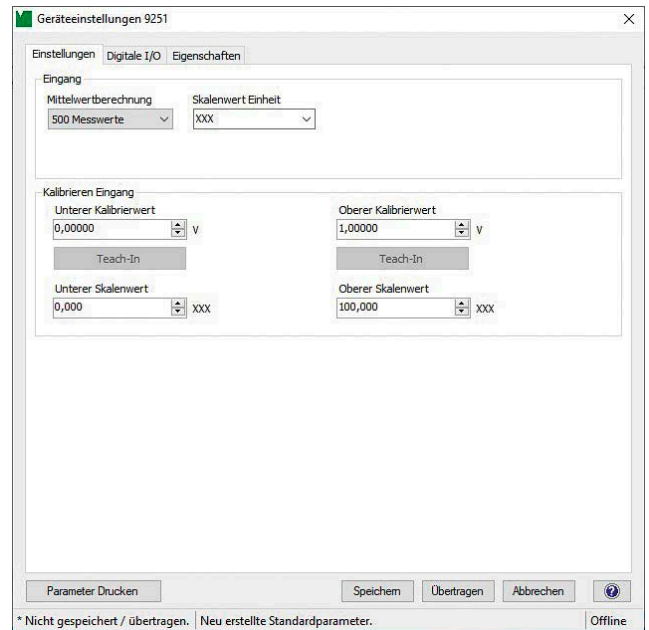 Geräteeinstellungen 9251
Einstellungen Digitale I/O Eigenschaften
Eingang
Mittelwertberechnung Skalenwert Einheit
500 Messwerte XXX
Kalibrieren Eingang
Unterer Kalibrierwert Oberer Kalibrierwert
0,00000 V 1,00000 V
Teach-In Teach-In
Unterer Skalenwert Oberer Skalenwert
0,000 XXX 100,000 XXX
Parameter Drucken Speichern Übertragen Abbrechen ?
* Nicht gespeichert / übertragen. Neu erstellte Standardparameter. Offline